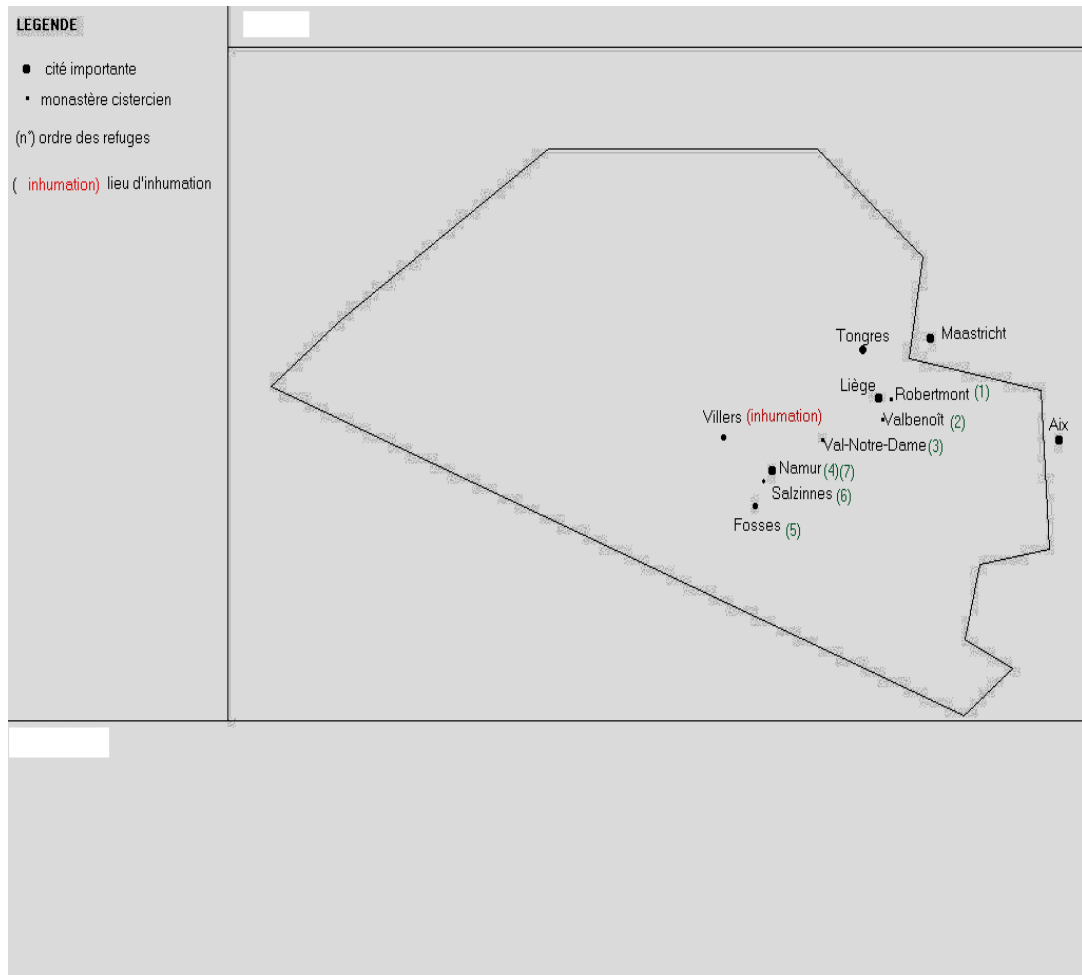 LEGENDE
cité importante
monastère cistercien
(n°) ordre des refuges
( inhumation) lieu d'inhumation
Tongres
Maastricht
Liège
Robertmont (1)
Valbenoît (2)
Villers (inhumation)
Aix
Val-Notre-Dame (3)
Namur (4)(7)
Salzinnes (6)
Fosses (5)